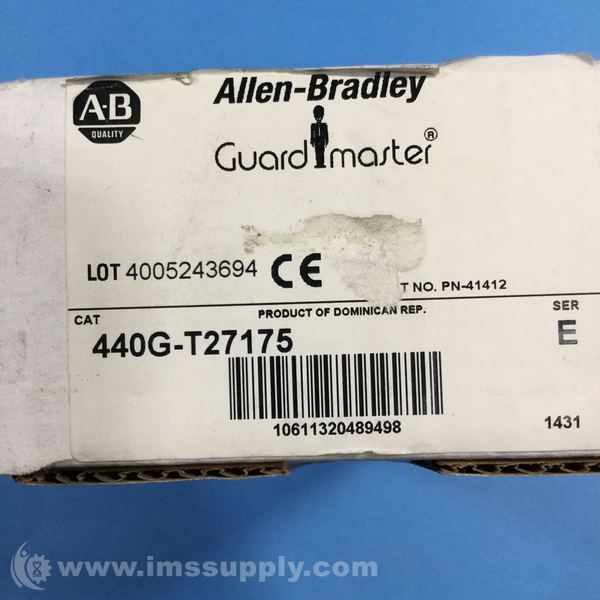 A-B
QUALITY
Allen-Bradley
Guardmaster®
LOT 4005243694 CE
T NO. PN-41412
PRODUCT OF DOMINICAN REP.
CAT
SER
440G-T27175
E
10611320489498
1431
www.imssupply.com